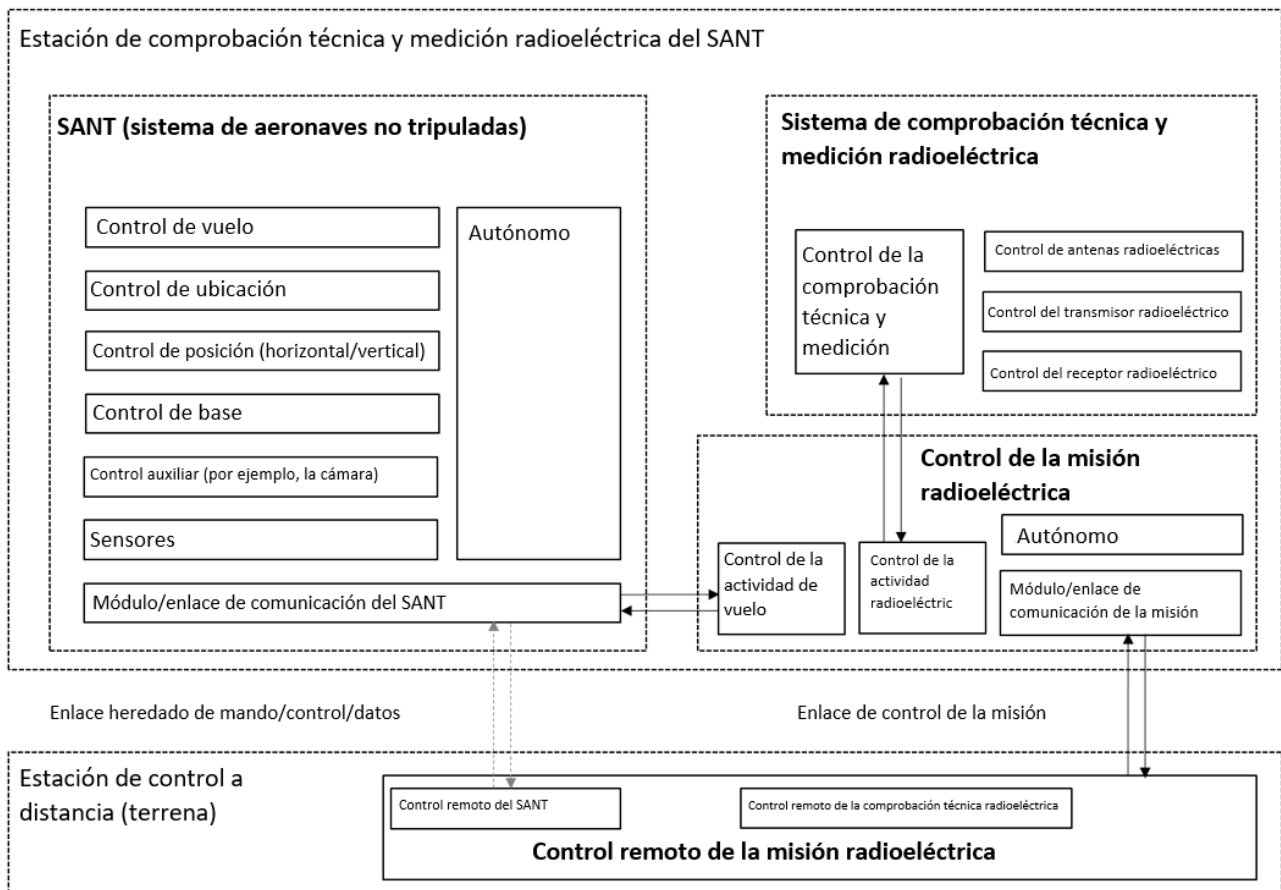 Estación de comprobación técnica y medición radioeléctrica del SANT
SANT (sistema de aeronaves no tripuladas)
Control de vuelo
Autónomo
Control de ubicación
Control de posición (horizontal/vertical)
Control de base
Control auxiliar (por ejemplo, la cámara)
Sensores
Módulo/enlace de comunicación del SANT
Sistema de comprobación técnica y
medición radioeléctrica
Control de la
comprobación
técnica y
medición
Control de antenas radioeléctricas
Control del transmisor radioeléctrico
Control del receptor radioeléctrico
Control de la misión
radioeléctrica
Control de la
actividad de
vuelo
Control de la
actividad
radioeléctric
Autónomo
Módulo/enlace de
comunicación de la misión
Enlace heredado de mando/control/datos
Enlace de control de la misión
Estación de control a
distancia (terrena)
Control remoto del SANT
Control remoto de la comprobación técnica radioeléctrica
Control remoto de la misión radioeléctrica